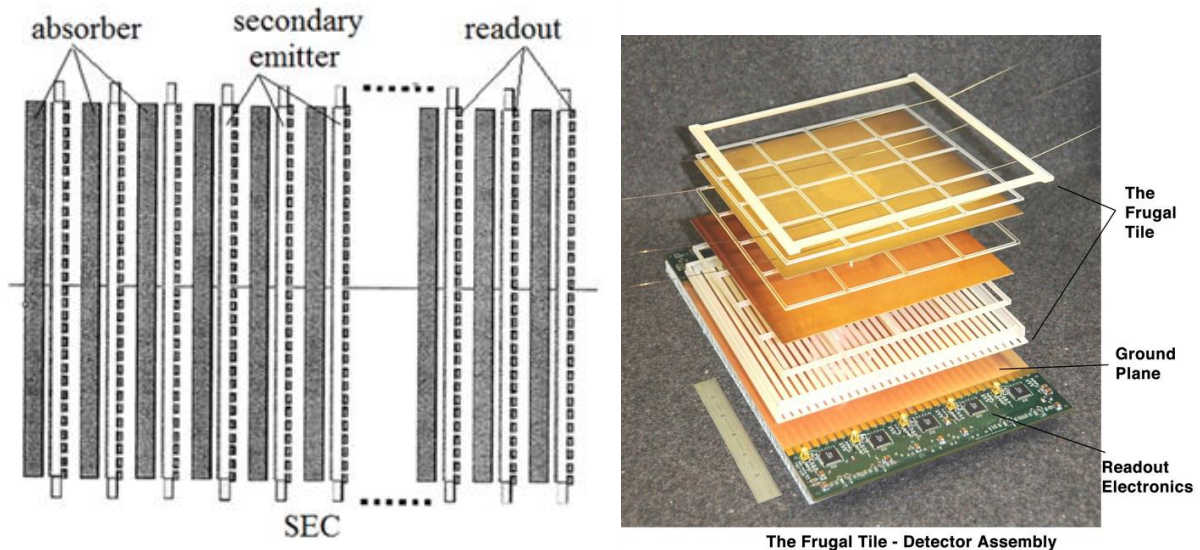 absorber
secondary
emitter
readout
SEC
The
Frugal
Tile
Ground
Plane
Readout
Electronics
The Frugal Tile - Detector Assembly